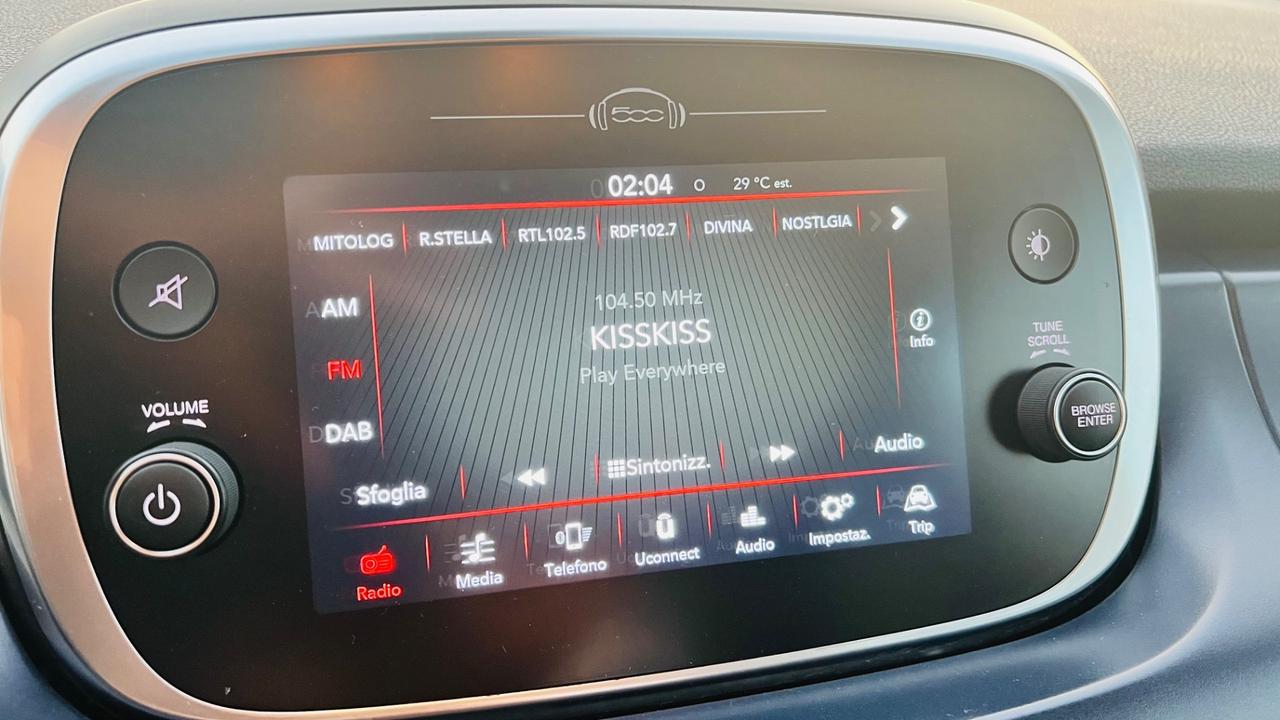 500
02:04 O 29 °C est.
MITOLOG R.STELLA RTL102.5 RDF102.7 DIVINA NOSTLGIA
104.50 MHz
KISSKISS
Play Everywhere
AM
FM
DAB
Info
Sfoglia Sintonizz. Audio
Radio Media Telefono Uconnect Audio Impostaz. Trip
VOLUME
TUNE
SCROLL
BROWSE
ENTER